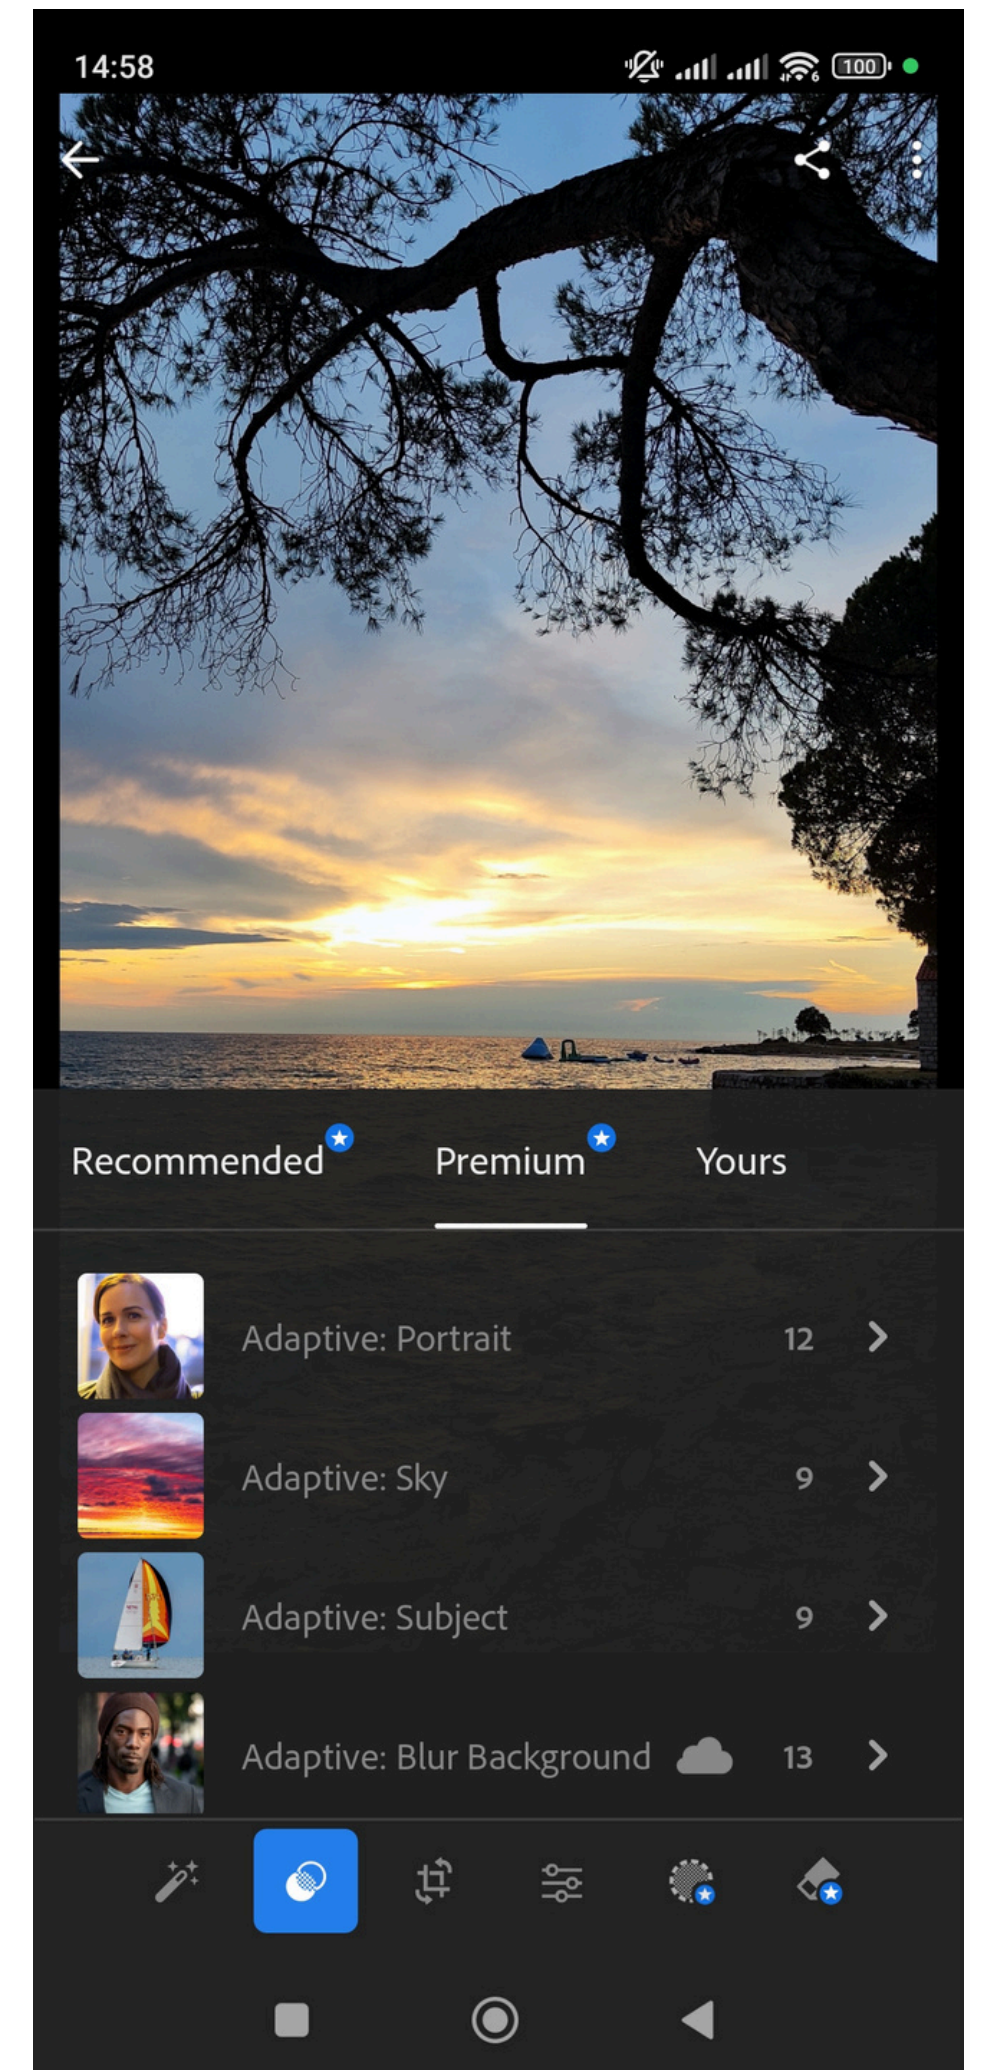 14:58
100
Recommended Premium Yours
Adaptive: Portrait 12
Adaptive: Sky 9
Adaptive: Subject 9
Adaptive: Blur Background 13